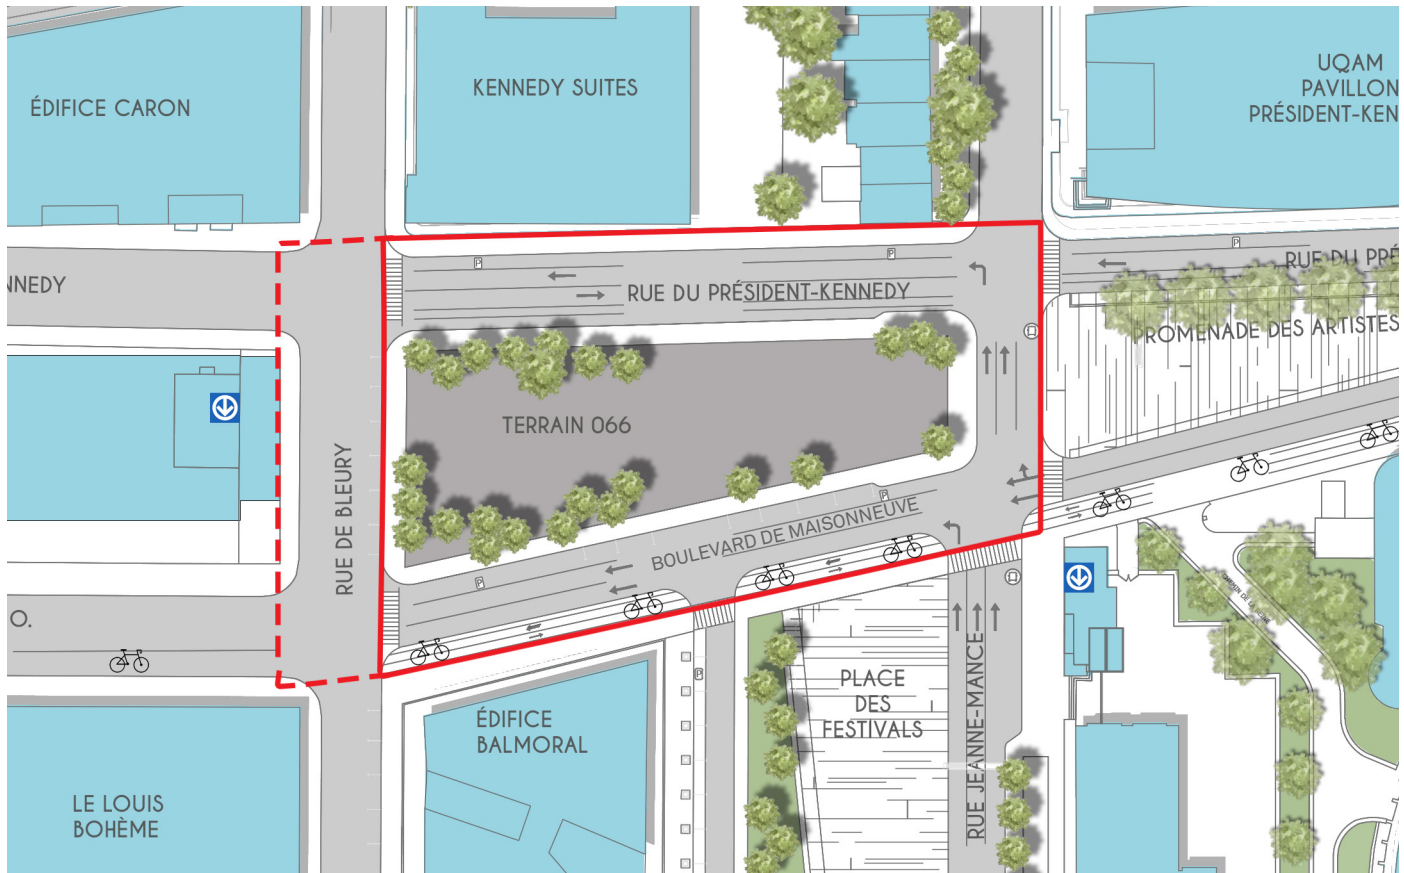 ÉDIFICE CARON
KENNEDY SUITES
UQAM
PAVILLON
PRÉSIDENT-KEN
NNEDY
P
P
P
RUE DU PRÉ
RUE DU PRÉSIDENT-KENNEDY
PROMENADE DES ARTISTES
TERRAIN 066
RUE DE BLEURY
P
BOULEVARD DE MAISONNEUVE
P
O.
PLACE
DES
FESTIVALS
RUE JEANNE-MANCE
P
ÉDIFICE
BALMORAL
LE LOUIS
BOHÈME